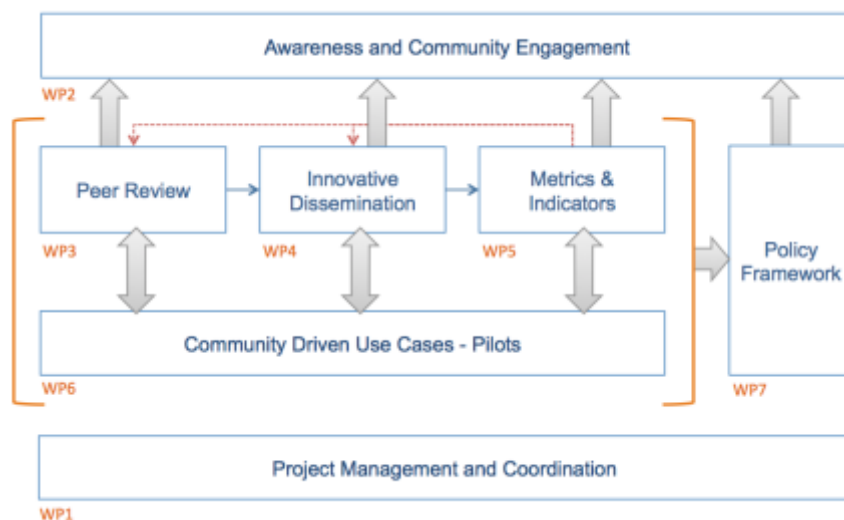 Awareness and Community Engagement
WP2
Peer Review
Innovative
Dissemination
Metrics &
Indicators
WP3
WP4
WP5
Policy
Framework
Community Driven Use Cases - Pilots
WP6
WP7
Project Management and Coordination
WP1